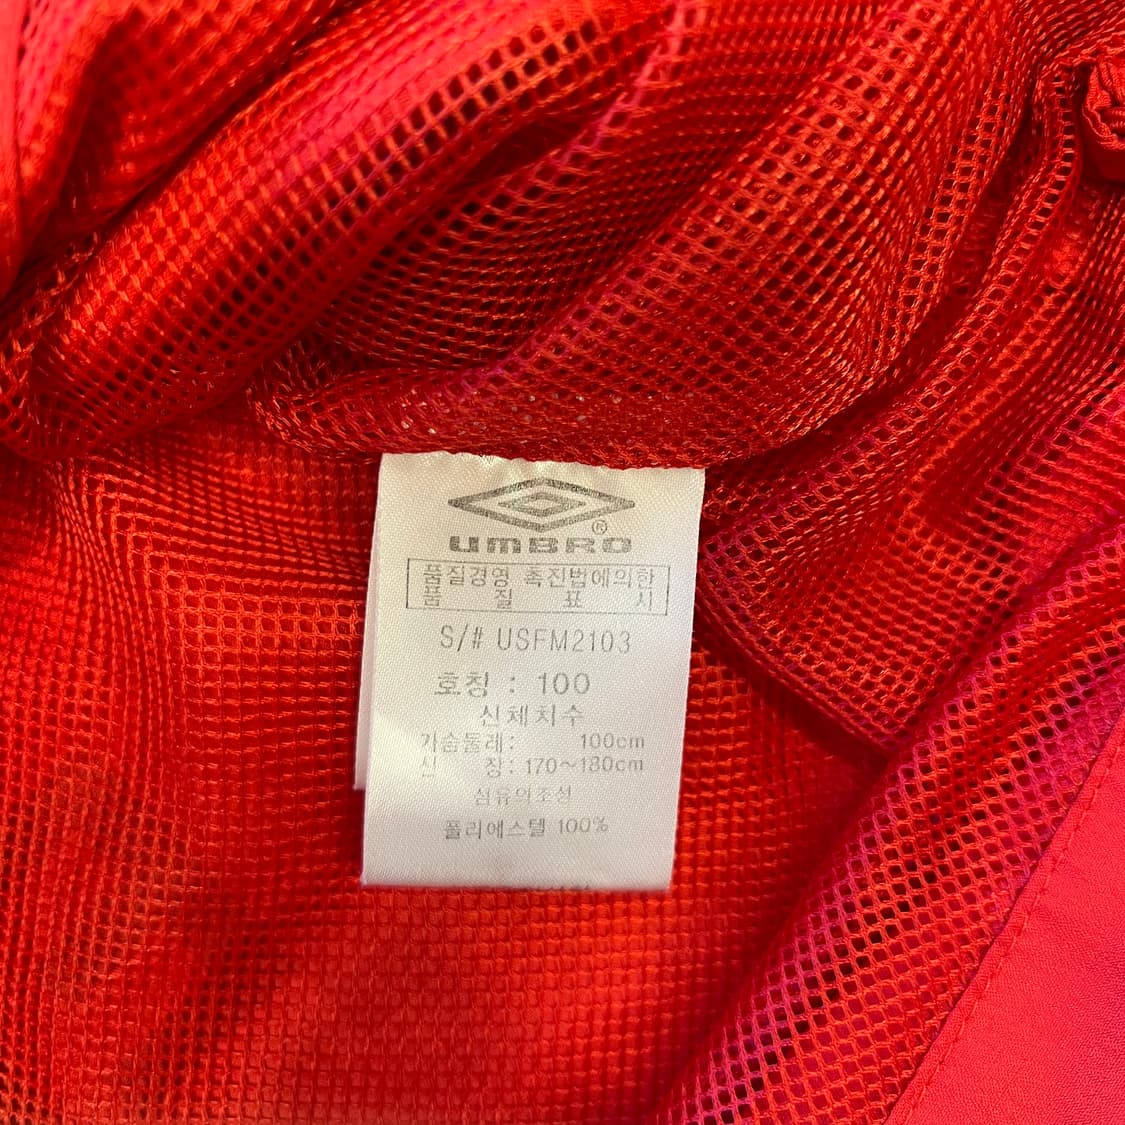 ®
UMBRO
품질경영 촉진법에의한
품 질 표 시
S/# USFM2103
호칭 : 100
신체치수
가슴둘레: 100cm
신 장: 170~180cm
섬유의조성
폴리에스텔 100%